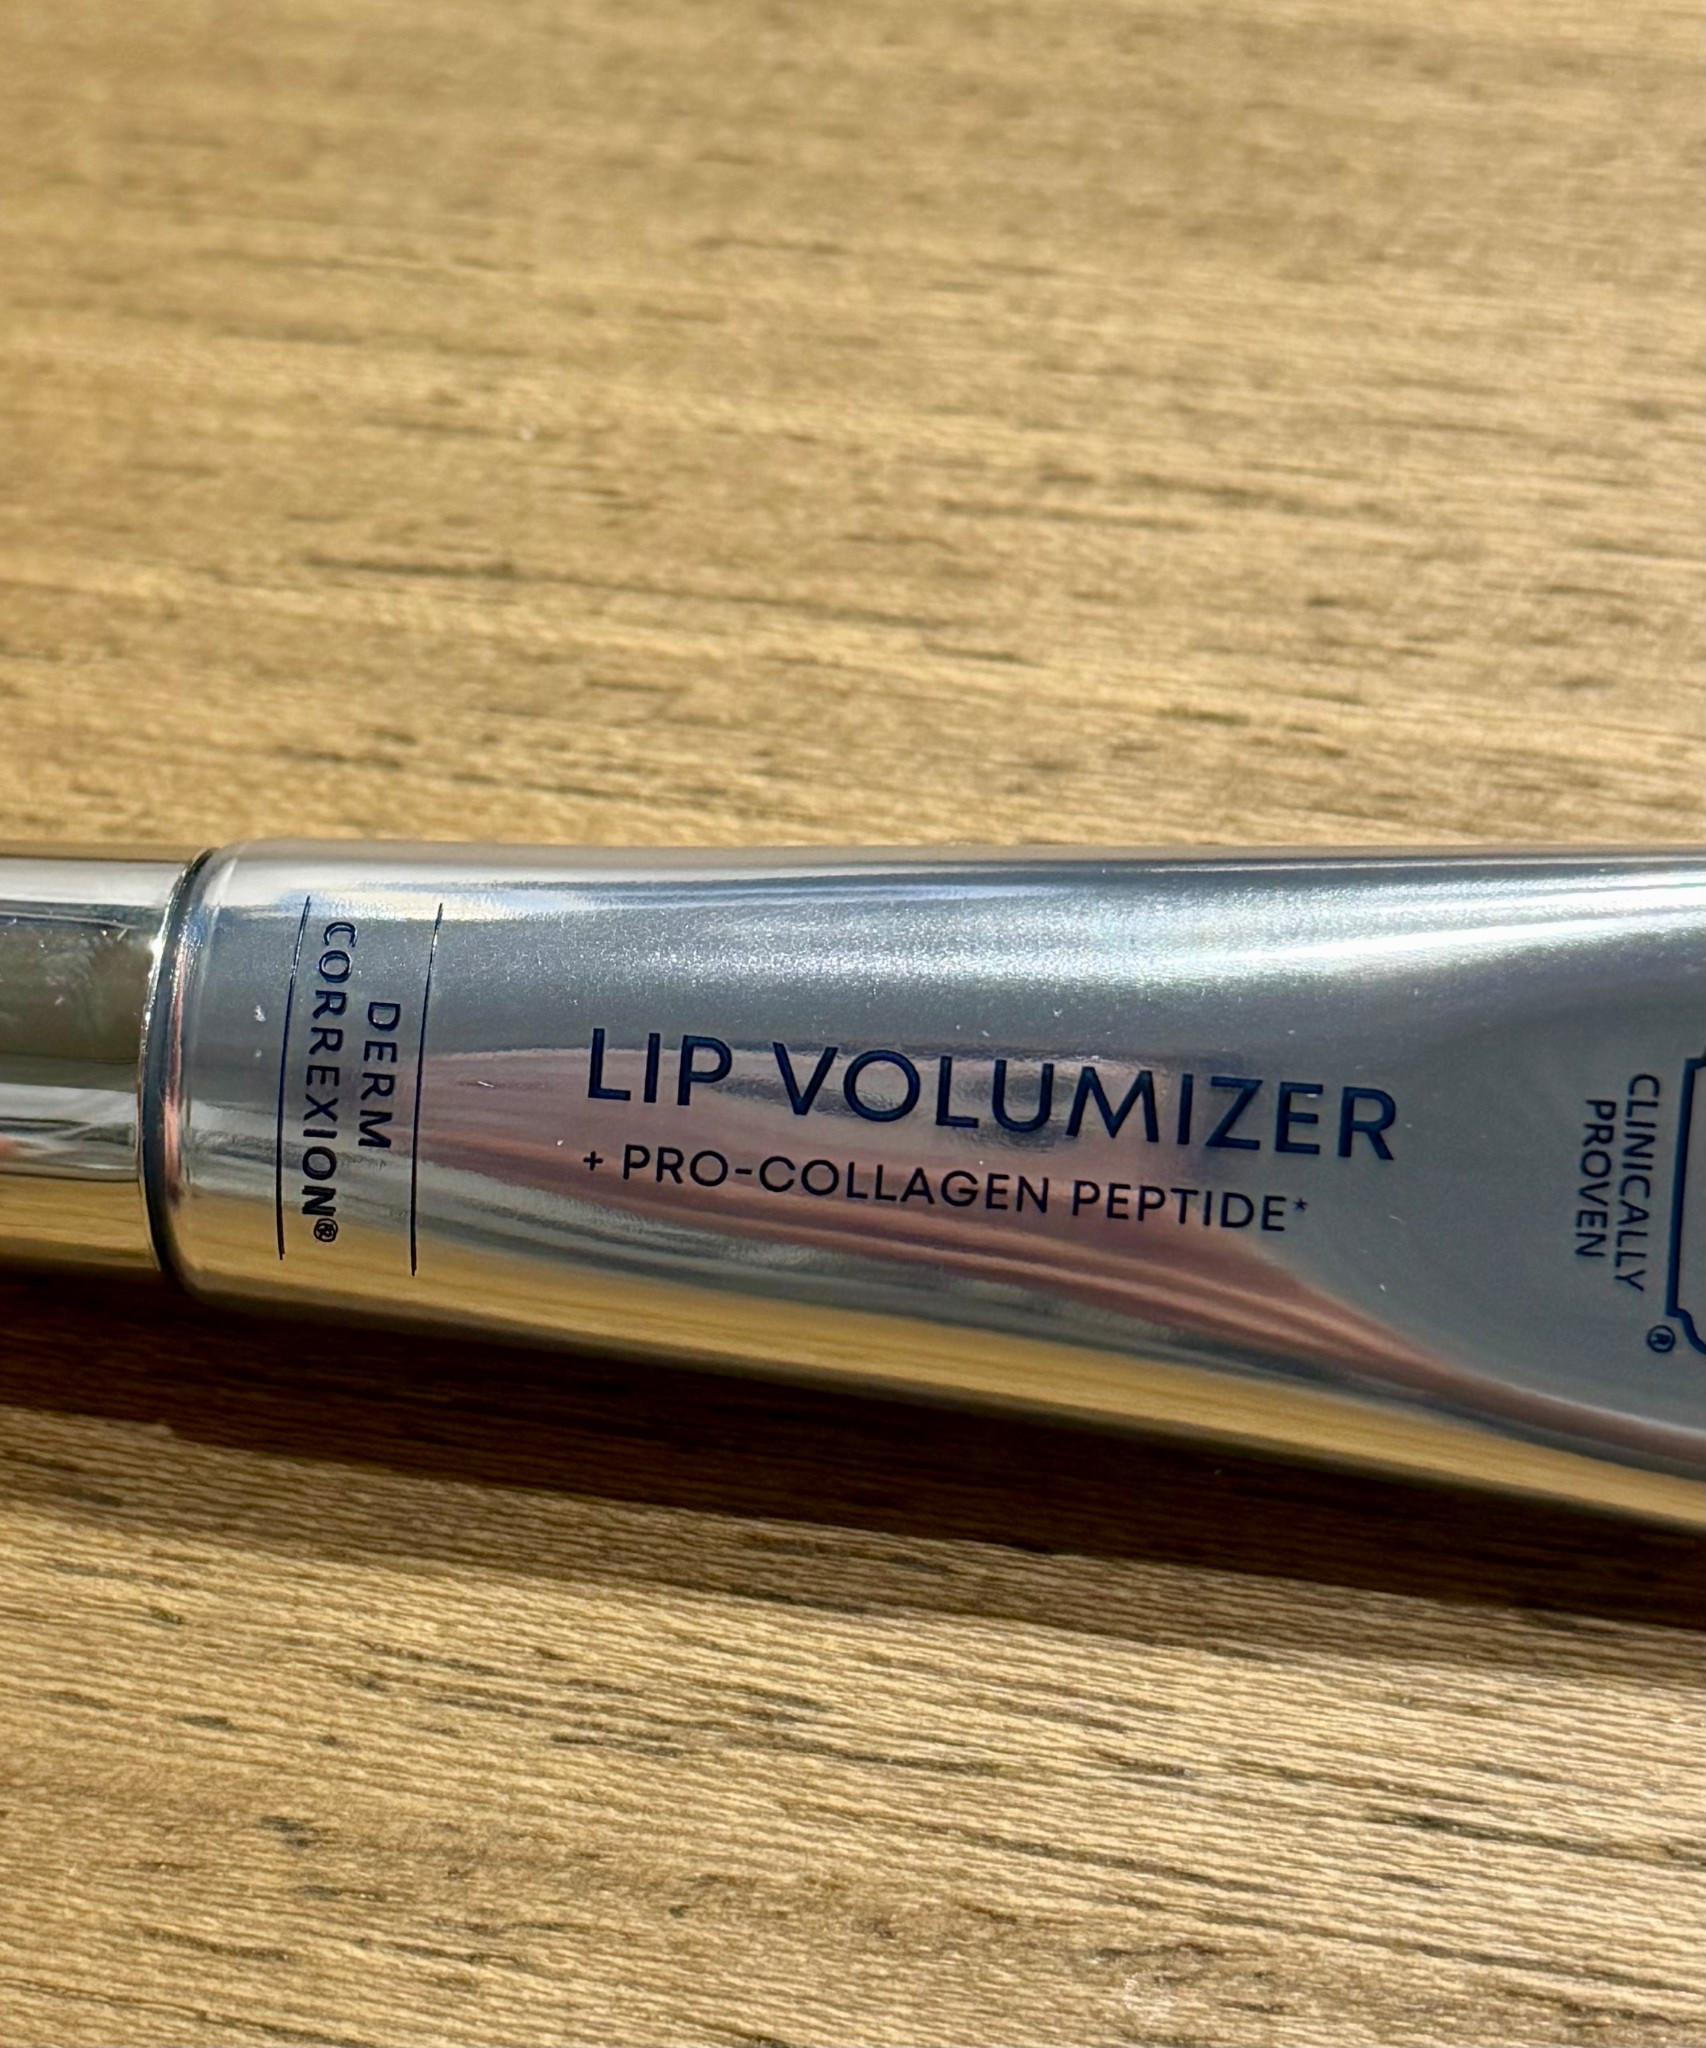 DERM
CORREXION®
LIP VOLUMIZER
+ PRO-COLLAGEN PEPTIDE*
CLINICALLY
PROVEN
®